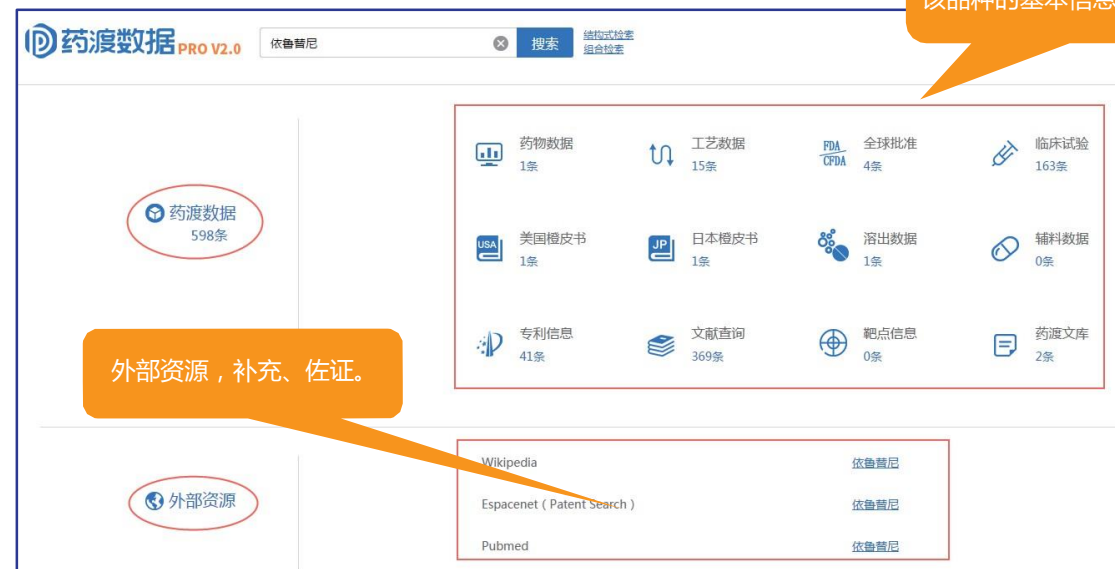 该品种的基本信息
药渡数据 PRO V2.0
依鲁替尼
搜索
结构式检索
组合检索
药物数据
1条
工艺数据
15条
FDA
CFDA
全球批准
4条
临床试验
163条
药渡数据
598条
USA
美国橙皮书
1条
JP
日本橙皮书
1条
溶出数据
1条
辅料数据
0条
专利信息
41条
文献查询
369条
靶点信息
0条
药渡文库
2条
外部资源，补充、佐证。
外部资源
Wikipedia 依鲁替尼
Espacenet ( Patent Search ) 依鲁替尼
Pubmed 依鲁替尼